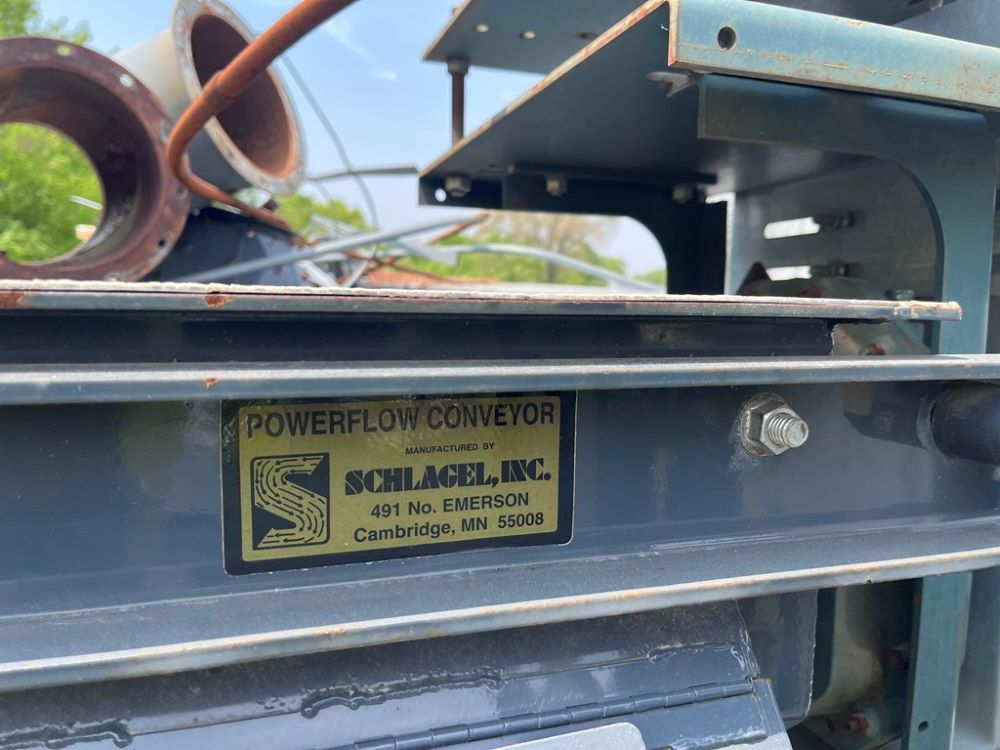 POWERFLOW CONVEYOR
MANUFACTURED BY
SCHLAGEL, INC.
491 No. EMERSON
Cambridge, MN 55008